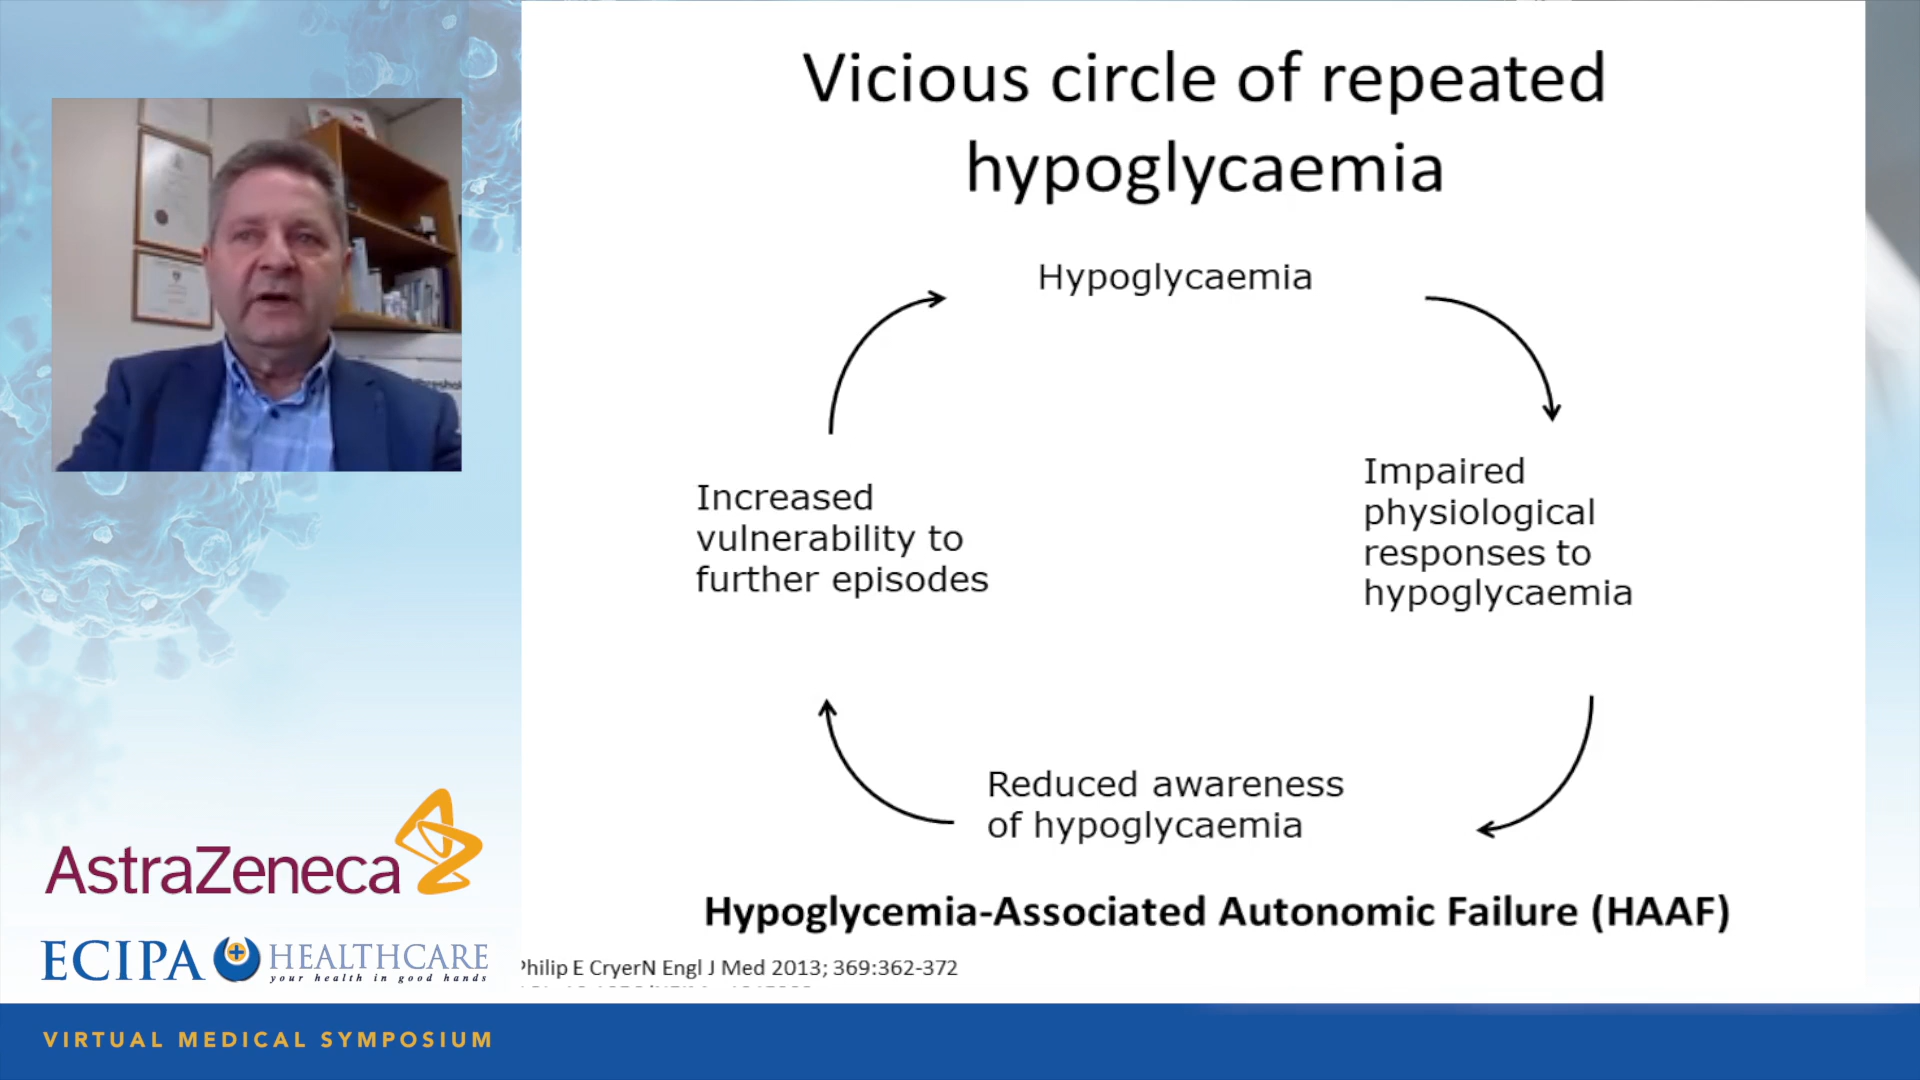 Vicious circle of repeated
hypoglycaemia
Hypoglycaemia
Impaired
physiological
responses to
hypoglycaemia
Reduced awareness
of hypoglycaemia
Increased
vulnerability to
further episodes
Hypoglycemia-Associated Autonomic Failure (HAAF)
Philip E CryerN Engl J Med 2013; 369:362-372
AstraZeneca
ECIPA HEALTHCARE
your health in good hands
VIRTUAL MEDICAL SYMPOSIUM